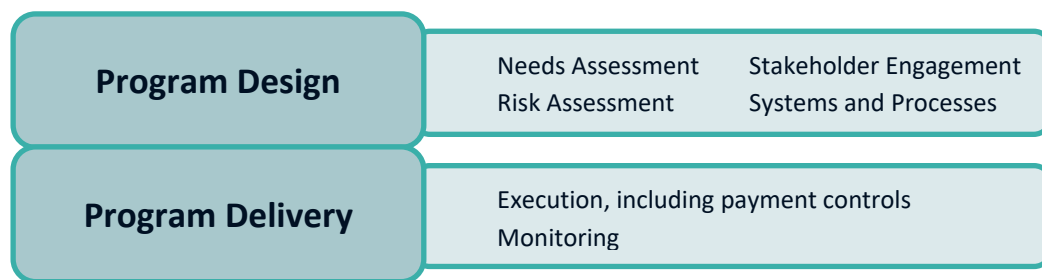 Program Design
Needs Assessment Stakeholder Engagement
Risk Assessment Systems and Processes
Program Delivery
Execution, including payment controls
Monitoring